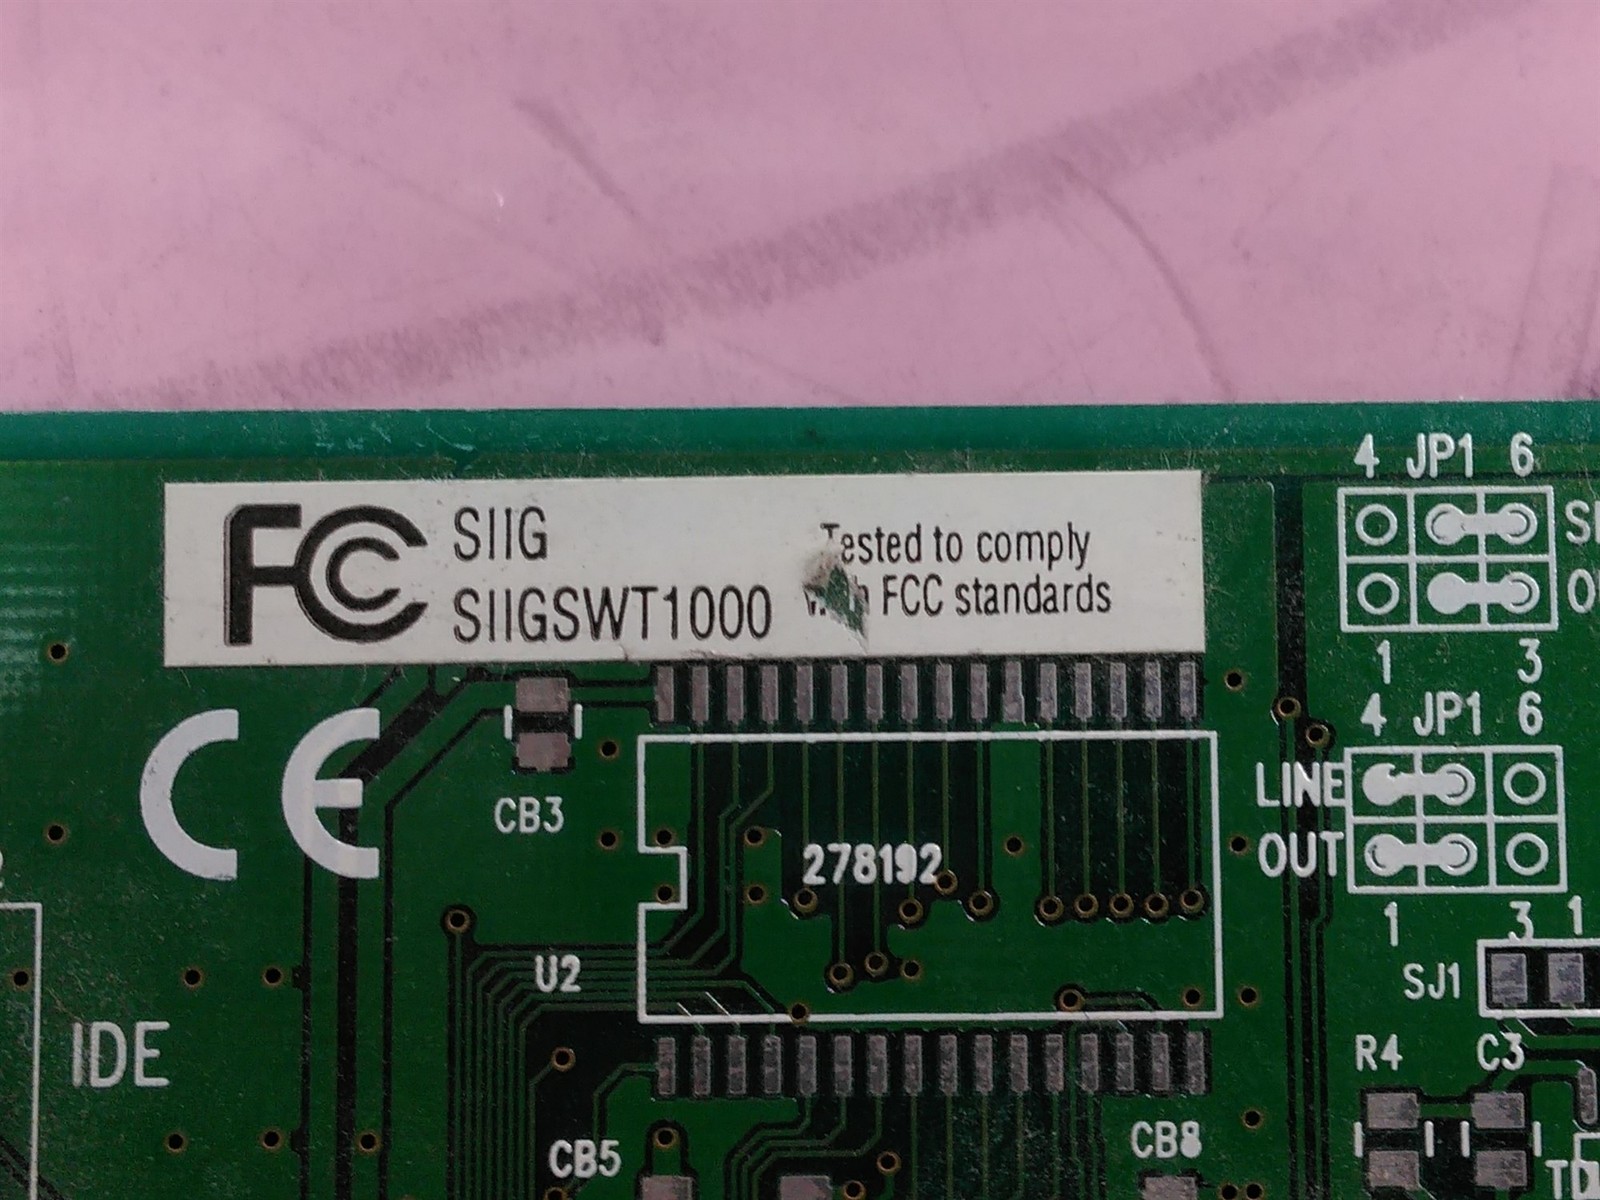 4 JP1 6
FC SIIG
SIIGSWT1000
Tested to comply
FCC standards
1 3
4 JP1 6
CE
CB3
LINE
OUT
278192
1 3 1
U2
SJ1
IDE
R4 C3
CB5
CB8